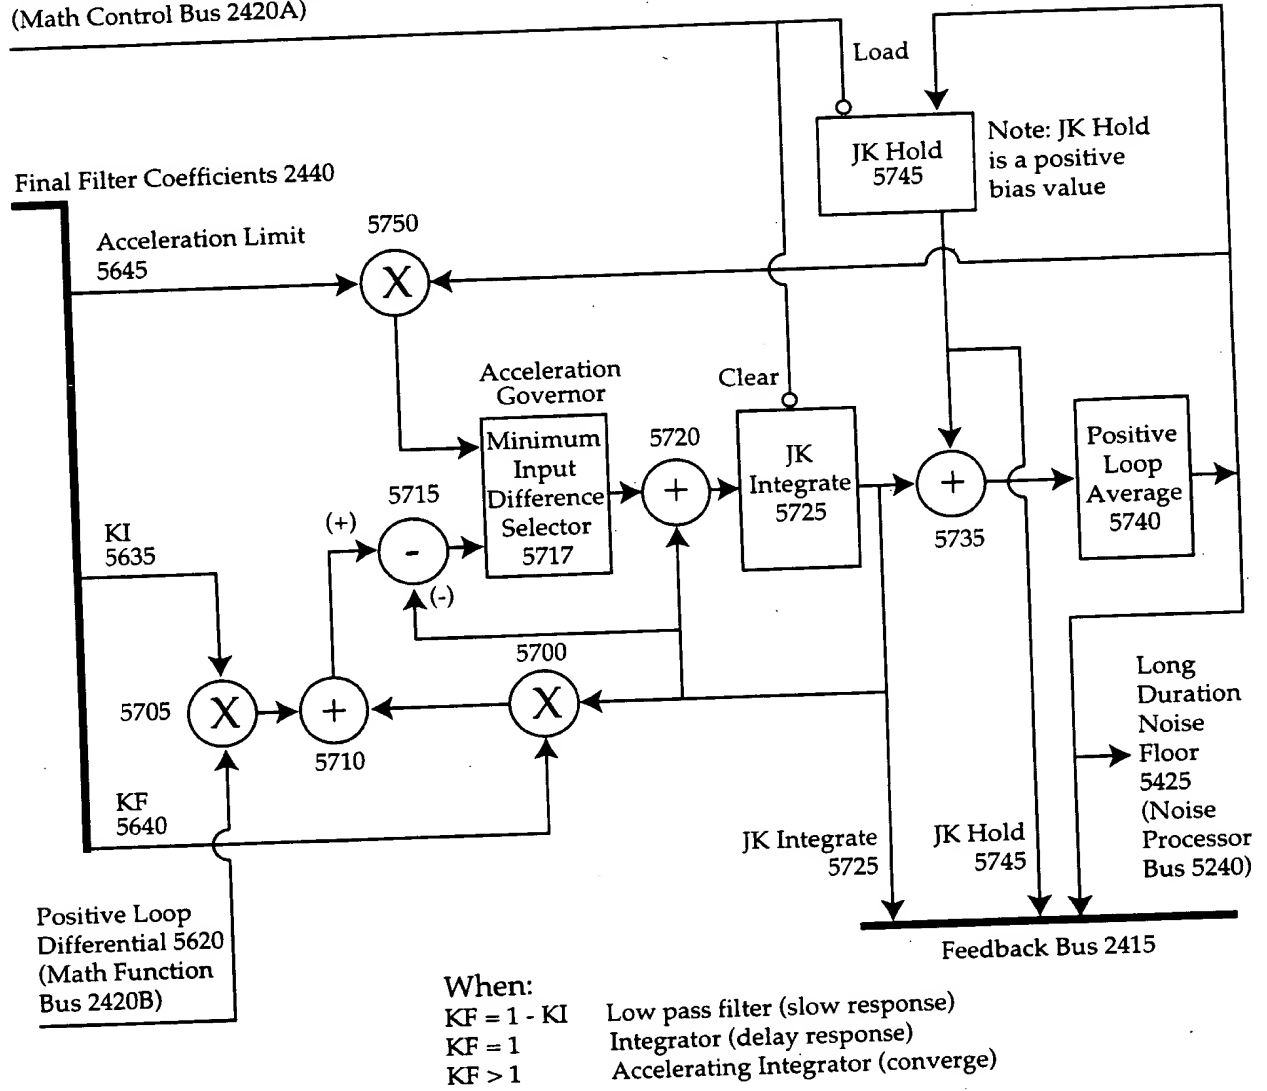 (Math Control Bus 2420A)
Load
JK Hold
5745
Note: JK Hold
is a positive
bias value
Final Filter Coefficients 2440
Acceleration Limit
5645
5750
X
Acceleration
Governor
Minimum
Input
Difference
Selector
5717
Clear
5720
+
JK
Integrate
5725
+
5735
Positive
Loop
Average
5740
5715
(+)
-
(-)
KI
5635
5700
X
5705
X
+
5710
KF
5640
JK Integrate
5725
JK Hold
5745
Long
Duration
Noise
Floor
5425
(Noise
Processor
Bus 5240)
Positive Loop
Differential 5620
(Math Function
Bus 2420B)
Feedback Bus 2415
When:
KF = 1 - KI Low pass filter (slow response)
KF = 1 Integrator (delay response)
KF > 1 Accelerating Integrator (converge)